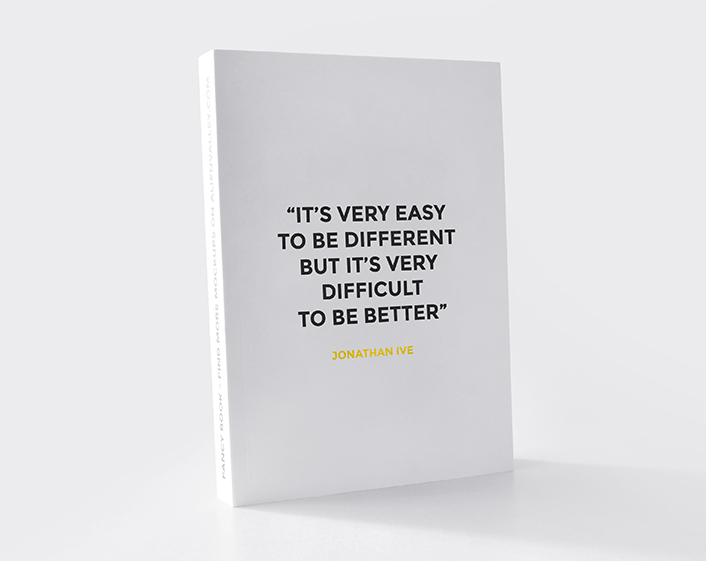 “IT’S VERY EASY
TO BE DIFFERENT
BUT IT’S VERY
DIFFICULT
TO BE BETTER”
JONATHAN IVE
FANCY BOOK - FIND MORE MOCKUPS ON ALIENVALLEY.COM